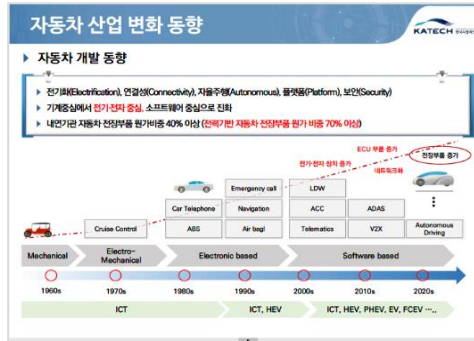 자동차 산업 변화 동향
KATECH
자동차 개발 동향
전기화(Electrification), 연결성(Connectivity), 자율주행(Autonomous), 플랫폼(Platform), 보안(Security)
기계중심에서 전기·전자 중심, 소프트웨어 중심으로 진화
내연기관 자동차 전장부품 원가비중 40% 이상 (전력기반 자동차 전장부품 원가 비중 70% 이상)
ECU 부품 증가
전장부품 증가
전기·전자 장치 증가
네트워크화
Emergency call LDW
Car Telephone Navigation ACC ADAS
Cruise Control ABS Air bag| Telematics V2X Autonomous Driving
Mechanical Electro-Mechanical Electronic based Software based
1960s 1970s 1980s 1990s 2000s 2010s 2020s
ICT ICT, HEV ICT, HEV, PHEV, EV, FCEV ….